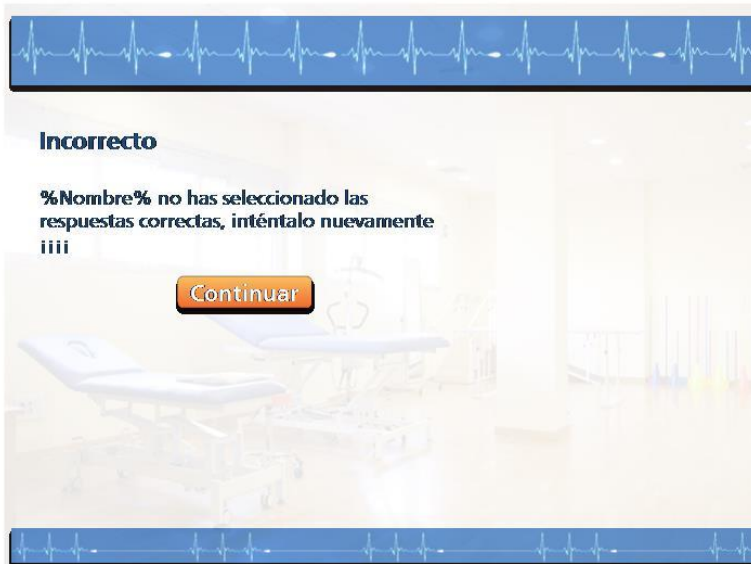 Incorrecto
%Nombre% no has seleccionado las
respuestas correctas, inténtalo nuevamente
¡¡¡¡
Continuar